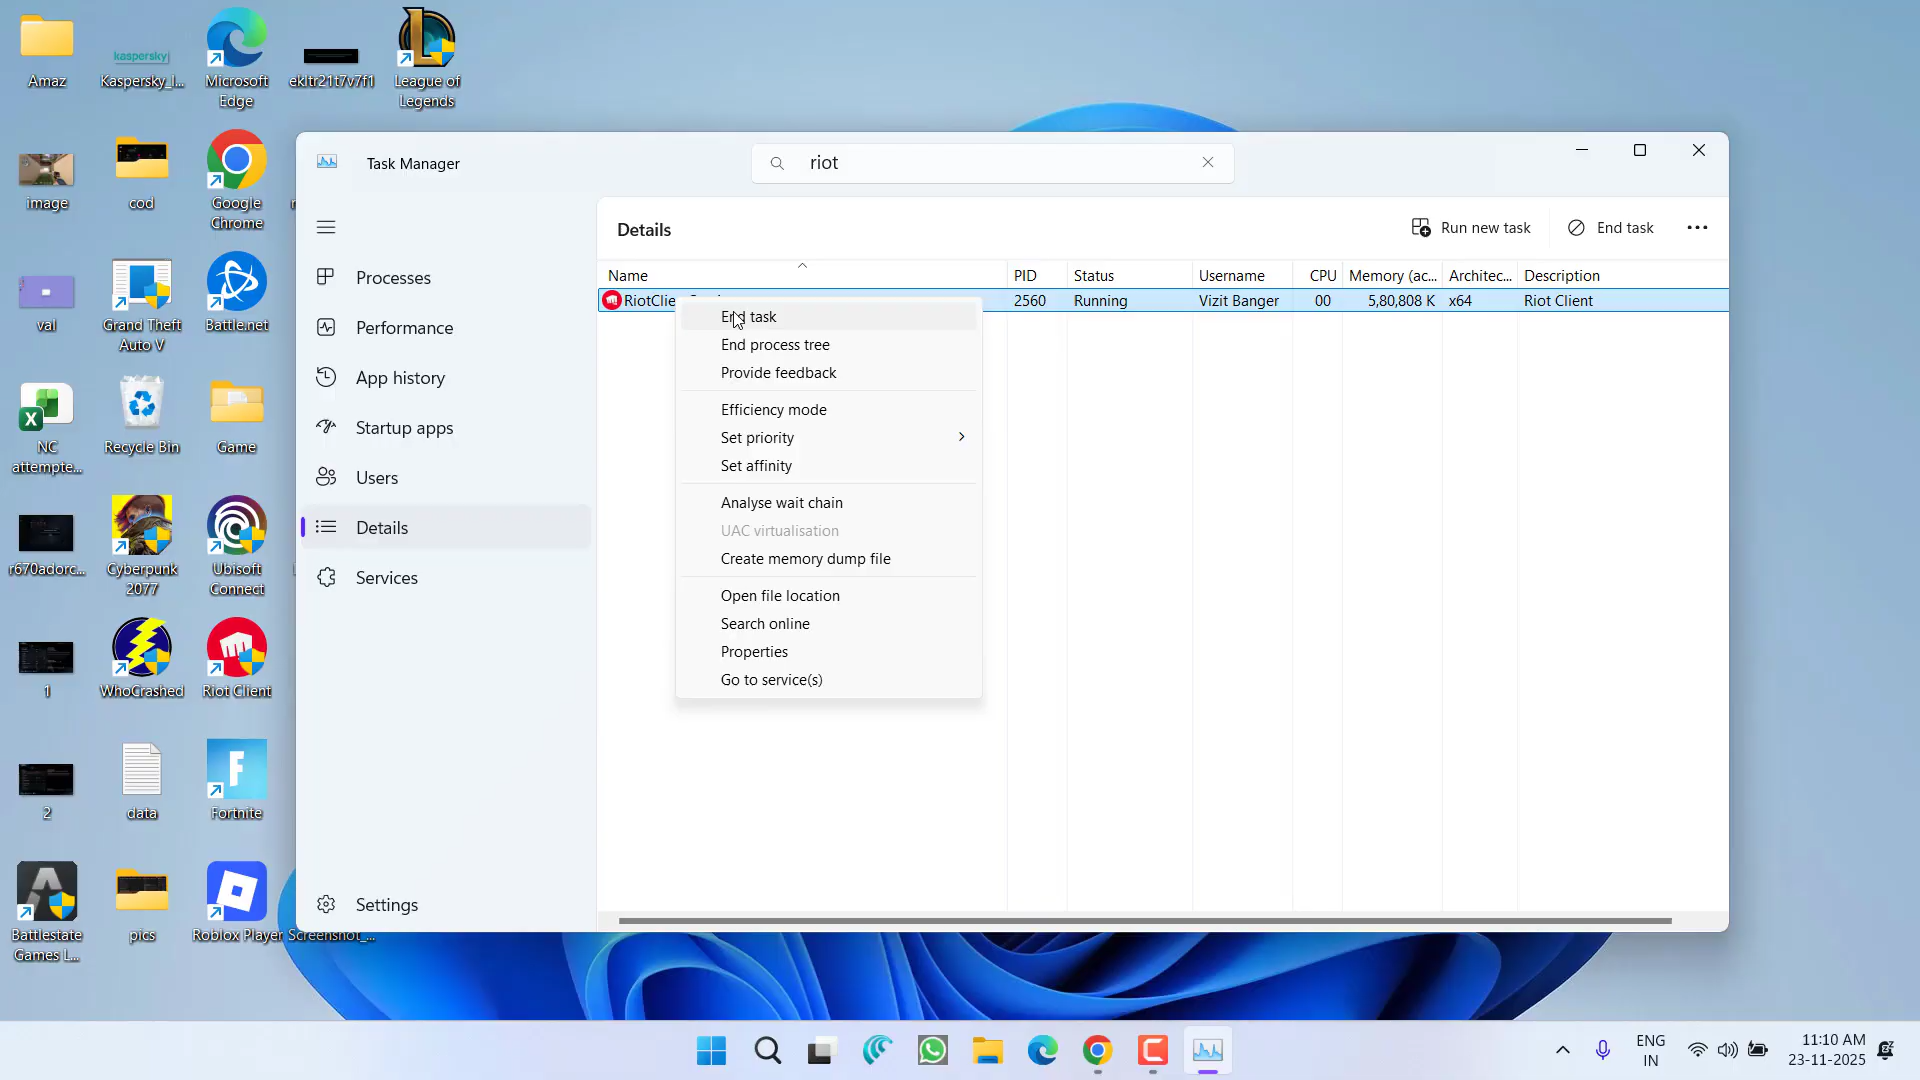 Amaz
Kaspersky_I...
kaspersky
Microsoft
Edge
ekltr21t7v7f1
League of
Legends
image
cod
Google
Chrome
val
Grand Theft
Auto V
Battle.net
NC
attempte...
Recycle Bin
Game
r670adorc...
Cyberpunk
2077
Ubisoft
Connect
1
WhoCrashed
Riot Client
2
data
Fortnite
Battlestate
Games L...
pics
Roblox Player
Screenshot_...
Task Manager
riot
Processes
Performance
App history
Startup apps
Users
Details
Services
Settings
Details
Run new task
End task
Name PID Status Username CPU Memory (ac... Architec... Description
2560 Running Vizit Banger 00 5,80,808 K x64 Riot Client
End task
End process tree
Provide feedback
Efficiency mode
Set priority
Set affinity
Analyse wait chain
UAC virtualisation
Create memory dump file
Open file location
Search online
Properties
Go to service(s)
ENG
IN
11:10 AM
23-11-2025